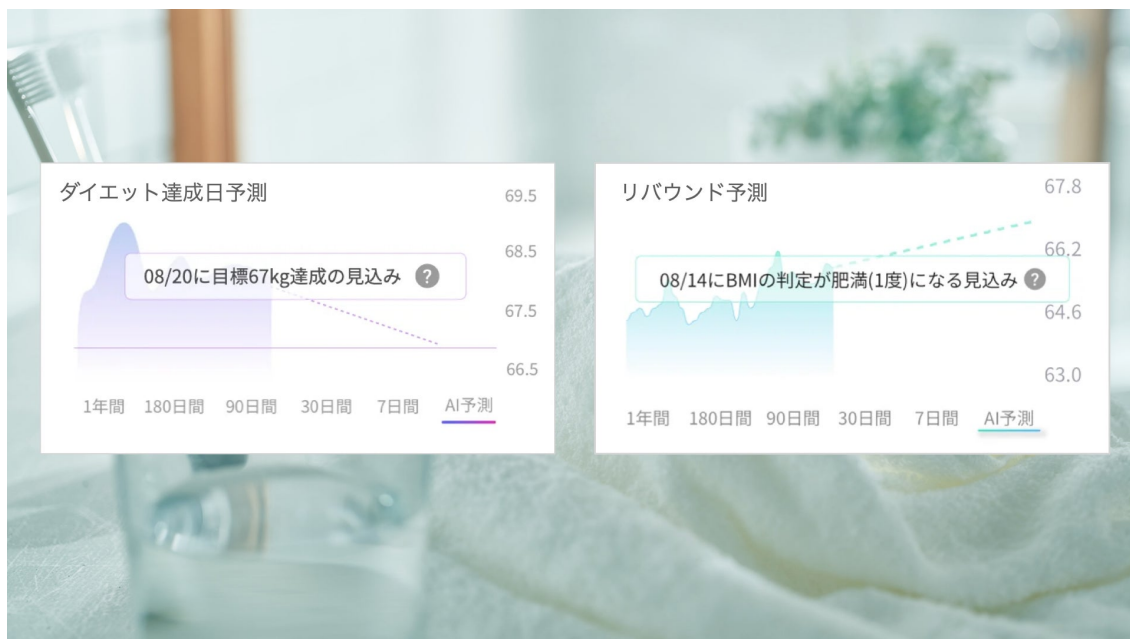 ダイエット達成日予測
69.5
68.5
08/20に目標67kg達成の見込み ?
67.5
66.5
1年間 180日間 90日間 30日間 7日間 AI予測
リバウンド予測
67.8
66.2
08/14にBMIの判定が肥満(1度)になる見込み ?
64.6
63.0
1年間 180日間 90日間 30日間 7日間 AI予測